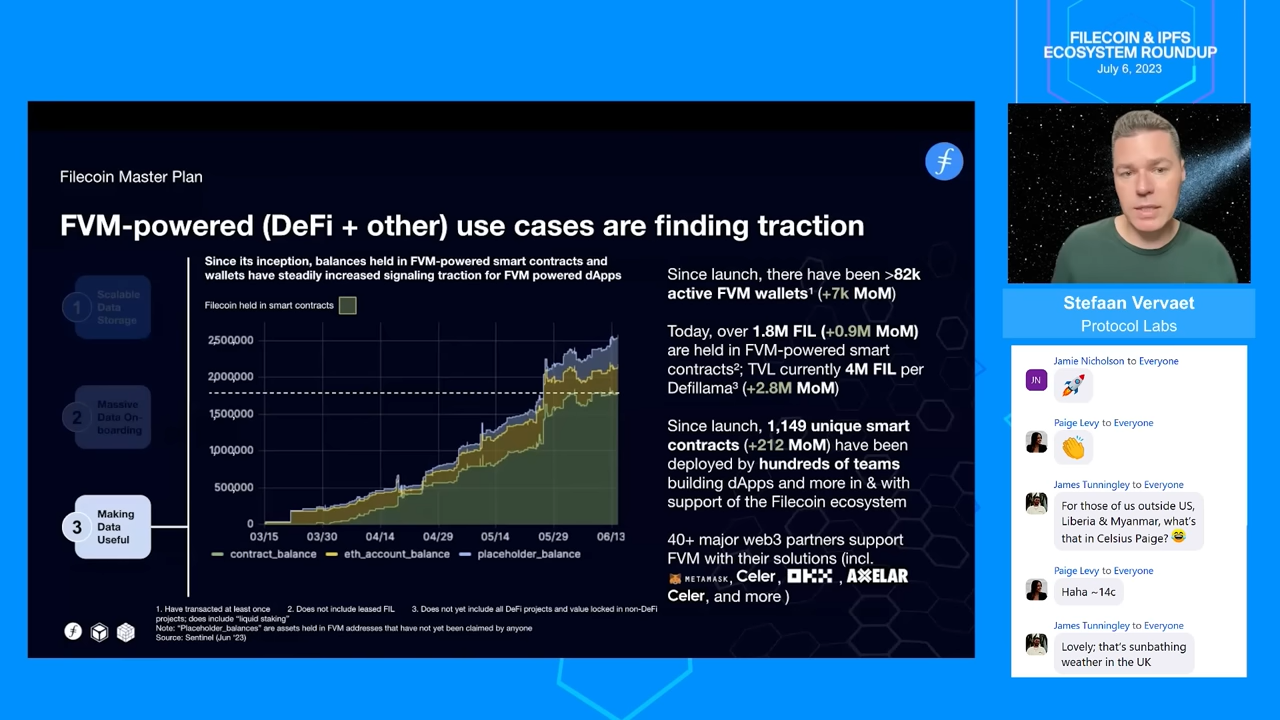 FILECOIN & IPFS
ECOSYSTEM ROUNDUP
July 6, 2023
Filecoin Master Plan
FVM-powered (DeFi + other) use cases are finding traction
1
Scalable
Data
Storage
2
Massive
Data On-
boarding
3
Making
Data
Useful
Since its inception, balances held in FVM-powered smart contracts and
wallets have steadily increased signaling traction for FVM powered dApps
Filecoin held in smart contracts
2,500,000
2,000,000
1,500,000
1,000,000
500,000
0
03/15 03/30 04/14 04/29 05/14 05/29 06/13
contract_balance eth_account_balance placeholder_balance
Since launch, there have been >82k
active FVM wallets¹ (+7k MoM)
Today, over 1.8M FIL (+0.9M MoM)
are held in FVM-powered smart
contracts²; TVL currently 4M FIL per
Defillama³ (+2.8M MoM)
Since launch, 1,149 unique smart
contracts (+212 MoM) have been
deployed by hundreds of teams
building dApps and more in & with
support of the Filecoin ecosystem
40+ major web3 partners support
FVM with their solutions (incl.
METAMASK, Celer, OKX , AXELAR
Celer, and more )
1. Have transacted at least once 2. Does not include leased FIL 3. Does not yet include all DeFi projects and value locked in non-DeFi
projects; does include "liquid staking"
Note: "Placeholder_balances" are assets held in FVM addresses that have not yet been claimed by anyone
Source: Sentinel (Jun '23)
Stefaan Vervaet
Protocol Labs
Jamie Nicholson to Everyone
JN
🚀
Paige Levy to Everyone
👏
James Tunningley to Everyone
For those of us outside US,
Liberia & Myanmar, what's
that in Celsius Paige? 😅
Paige Levy to Everyone
Haha ~14c
James Tunningley to Everyone
Lovely; that's sunbathing
weather in the UK